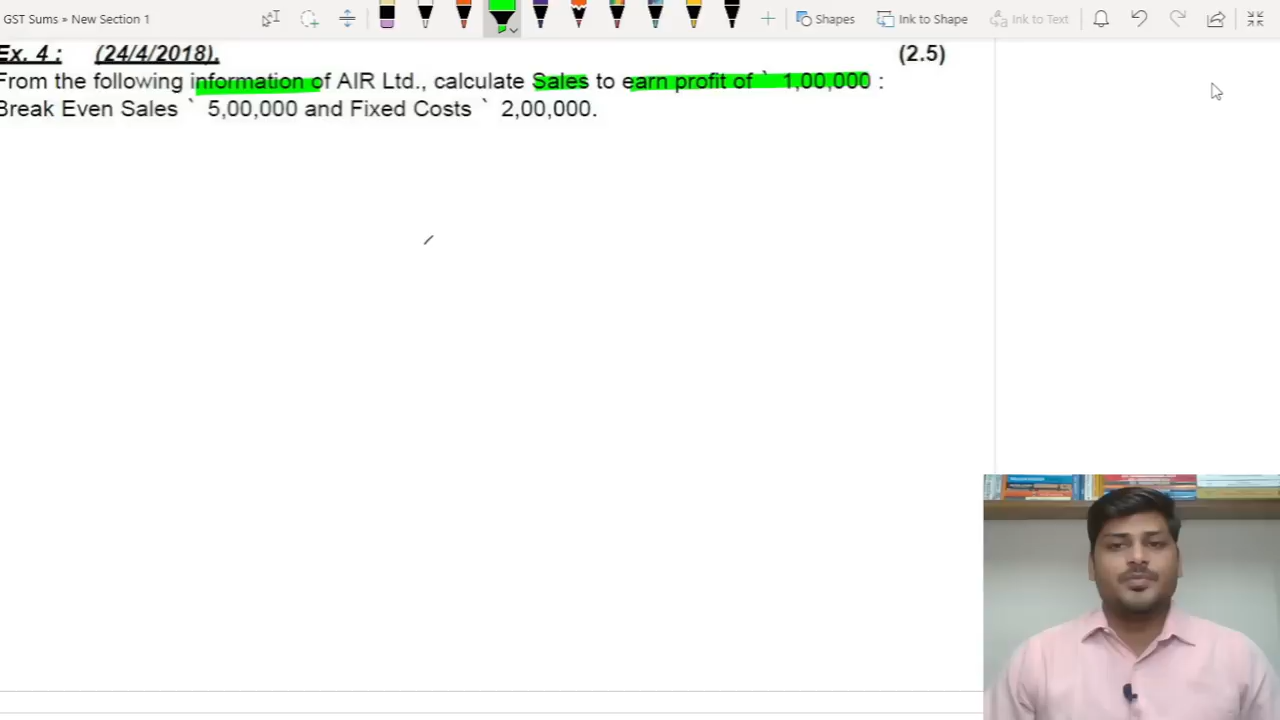 GST Sums » New Section 1
Shapes
Ink to Shape
Ink to Text
Ex. 4 : (24/4/2018). (2.5)
From the following information of AIR Ltd., calculate Sales to earn profit of ` 1,00,000 :
Break Even Sales ` 5,00,000 and Fixed Costs ` 2,00,000.